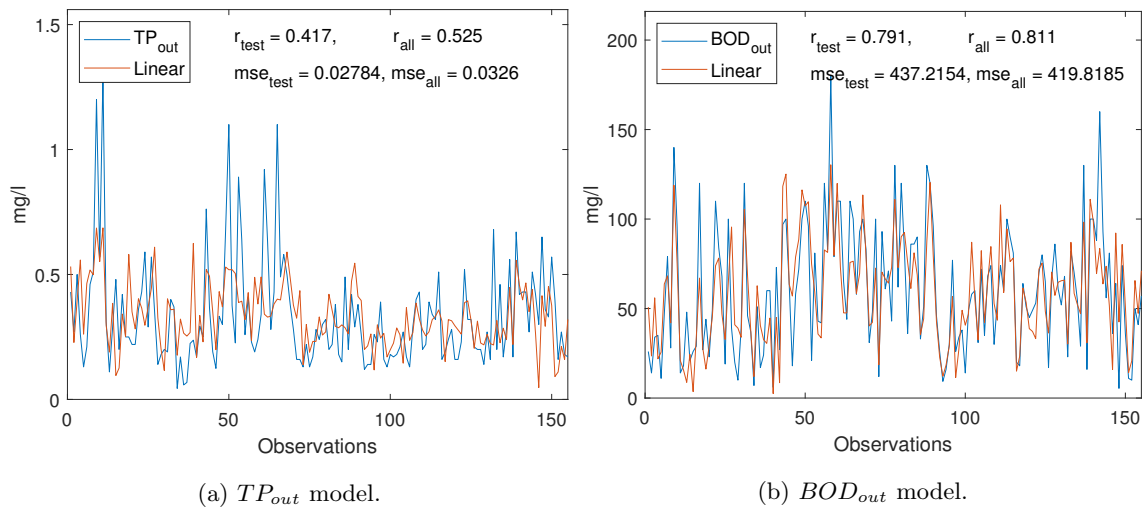 TP_out
Linear
r_test = 0.417, r_all = 0.525
mse_test = 0.02784, mse_all = 0.0326
1.5
1
0.5
0
mg/l
0 50 100 150
Observations
(a) TP_out model.
BOD_out
Linear
r_test = 0.791, r_all = 0.811
mse_test = 437.2154, mse_all = 419.8185
200
150
100
50
0
mg/l
0 50 100 150
Observations
(b) BOD_out model.